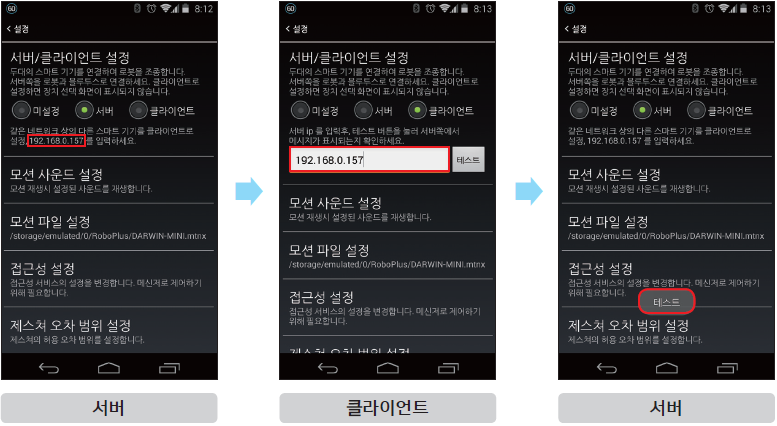 60
8:12
< 설정
서버/클라이언트 설정
두대의 스마트 기기를 연결하여 로봇을 조종합니다.
서버쪽을 로봇과 블루투스로 연결하세요. 클라이언트로
설정하면 장치 선택 화면이 표시되지 않습니다.
미설정 서버 클라이언트
같은 네트워크 상의 다른 스마트 기기를 클라이언트로
설정, 192.168.0.157 를 입력하세요.
모션 사운드 설정
모션 재생시 설정된 사운드를 재생합니다.
모션 파일 설정
/storage/emulated/0/RoboPlus/DARWIN-MINI.mtnx
접근성 설정
접근성 서비스의 설정을 변경합니다. 메신저로 제어하기
위해 필요합니다.
제스쳐 오차 범위 설정
제스쳐의 허용 오차 범위를 설정합니다.
서버
60
8:13
< 설정
서버/클라이언트 설정
두대의 스마트 기기를 연결하여 로봇을 조종합니다.
서버쪽을 로봇과 블루투스로 연결하세요. 클라이언트로
설정하면 장치 선택 화면이 표시되지 않습니다.
미설정 서버 클라이언트
서버 ip 를 입력후, 테스트 버튼을 눌러 서버쪽에서
메시지가 표시되는지 확인하세요.
192.168.0.157 테스트
모션 사운드 설정
모션 재생시 설정된 사운드를 재생합니다.
모션 파일 설정
/storage/emulated/0/RoboPlus/DARWIN-MINI.mtnx
접근성 설정
접근성 서비스의 설정을 변경합니다. 메신저로 제어하기
위해 필요합니다.
제스쳐 오차 범위 설정
클라이언트
60
8:13
< 설정
서버/클라이언트 설정
두대의 스마트 기기를 연결하여 로봇을 조종합니다.
서버쪽을 로봇과 블루투스로 연결하세요. 클라이언트로
설정하면 장치 선택 화면이 표시되지 않습니다.
미설정 서버 클라이언트
같은 네트워크 상의 다른 스마트 기기를 클라이언트로
설정, 192.168.0.157 를 입력하세요.
모션 사운드 설정
모션 재생시 설정된 사운드를 재생합니다.
모션 파일 설정
/storage/emulated/0/RoboPlus/DARWIN-MINI.mtnx
접근성 설정
접근성 서비스의 설정을 변경합니다. 메신저로 제어하기
위해 필요합니다.
테스트
제스쳐 오차 범위 설정
제스쳐의 허용 오차 범위를 설정합니다.
서버